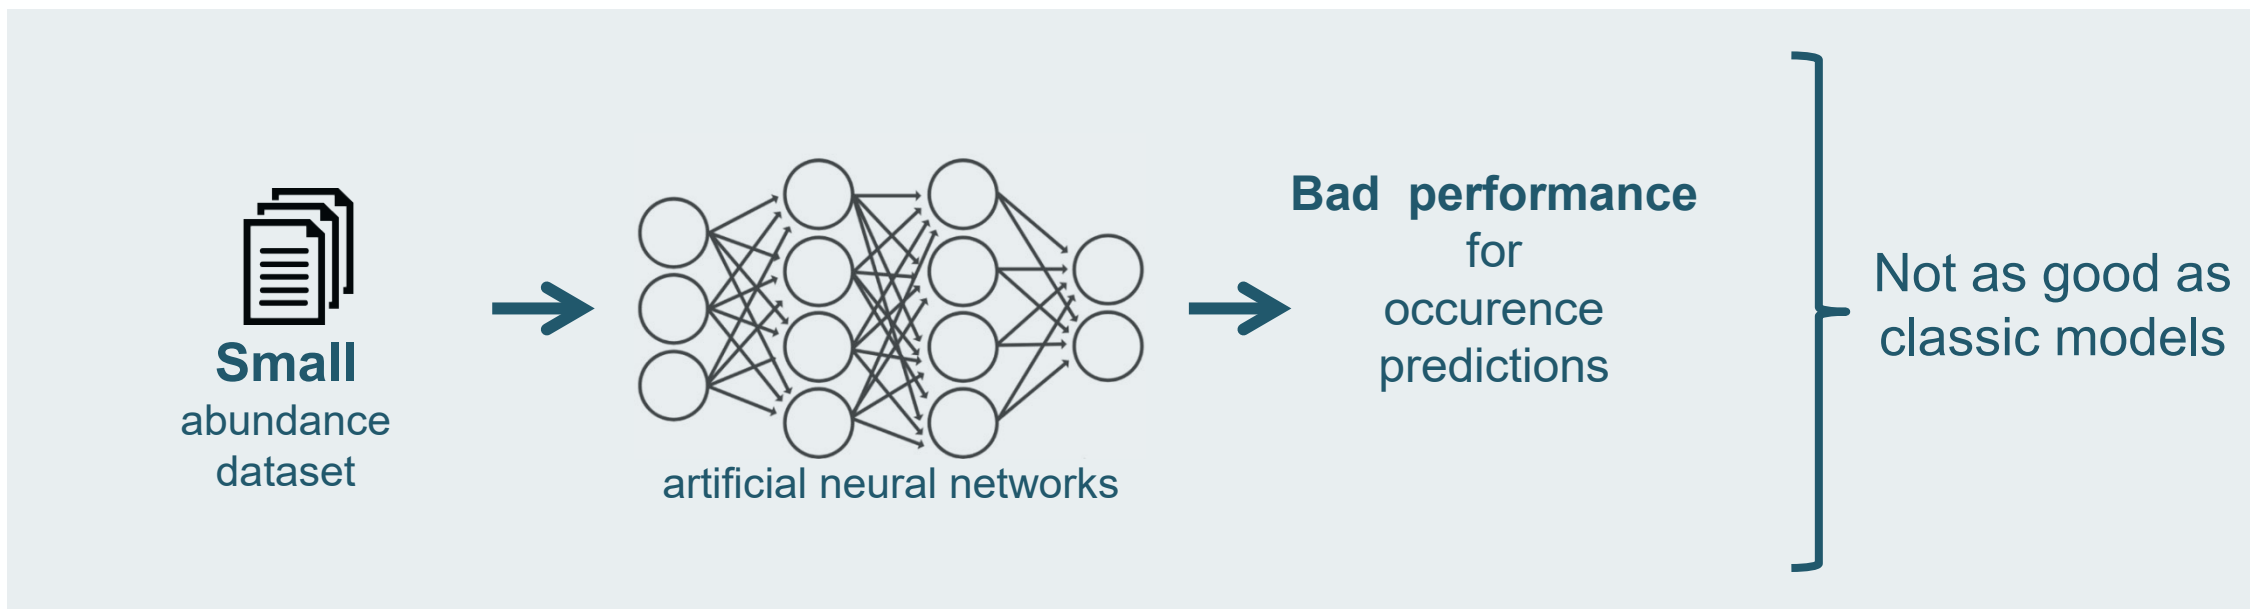 Small
abundance
dataset
artificial neural networks
Bad performance
for
occurence
predictions
Not as good as
classic models